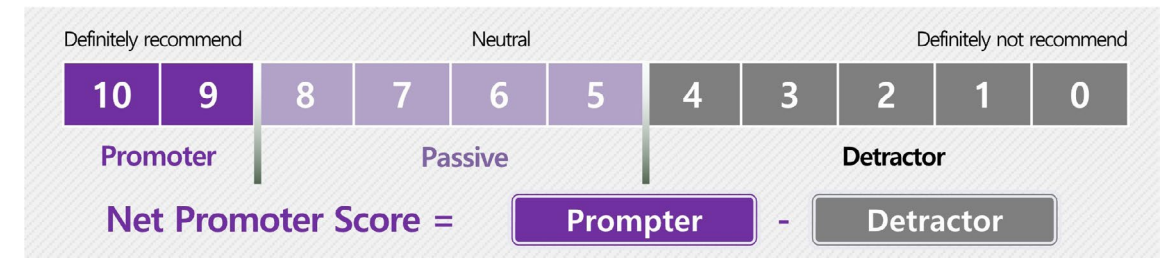 Definitely recommend Neutral Definitely not recommend
10 9 8 7 6 5 4 3 2 1 0
Promoter Passive Detractor
Net Promoter Score = Prompter - Detractor